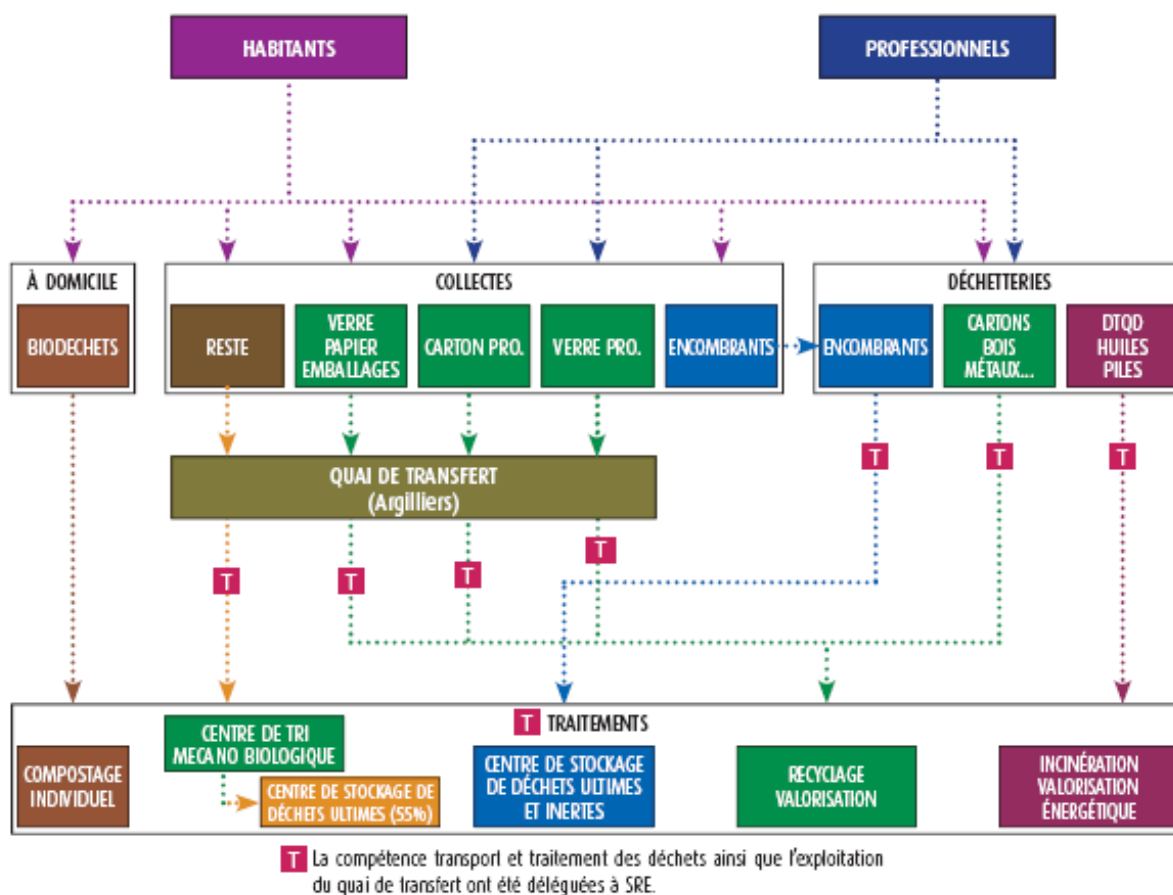 HABITANTS
PROFESSIONNELS
À DOMICILE
COLLECTES
DÉCHETTERIES
BIODECHETS
RESTE
VERRE
PAPIER
EMBALLAGES
CARTON PRO.
VERRE PRO.
ENCOMBRANTS
ENCOMBRANTS
CARTONS
BOIS
MÉTAUX...
DTQD
HUILES
PILES
T
T
T
QUAI DE TRANSFERT
(Argilliers)
T
T
T
T
T TRAITEMENTS
COMPOSTAGE
INDIVIDUEL
CENTRE DE TRI
MECANO BIOLOGIQUE
CENTRE DE STOCKAGE DE
DÉCHETS ULTIMES (55%)
CENTRE DE STOCKAGE
DE DÉCHETS ULTIMES
ET INERTES
RECYCLAGE
VALORISATION
INCINÉRATION
VALORISATION
ÉNERGÉTIQUE
T La compétence transport et traitement des déchets ainsi que l'exploitation
du quai de transfert ont été déléguées à SRE.